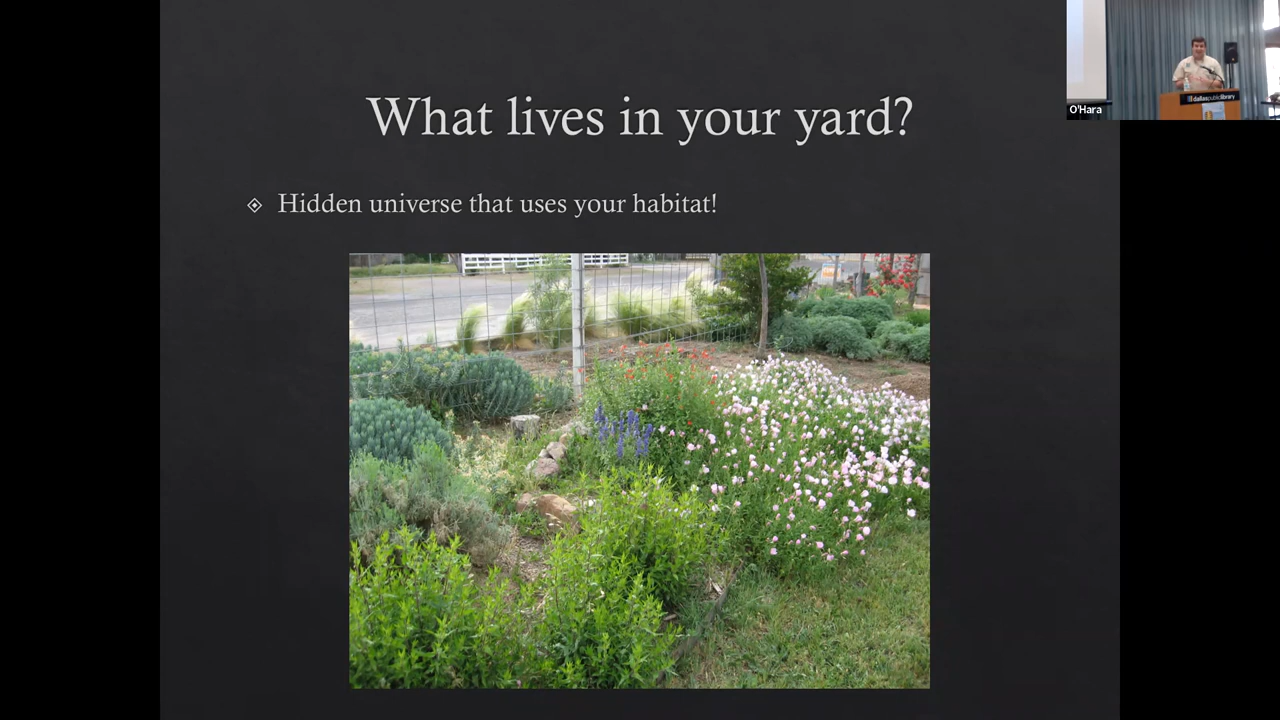 What lives in your yard?
Hidden universe that uses your habitat!
O'Hara
dallaspubliclibrary